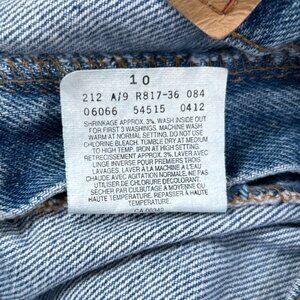 10
212 A/9 R817-36 084
06066 54515 0412
SHRINKAGE APPROX. 3%, WASH INSIDE OUT
FOR FIRST 3 WASHINGS. MACHINE WASH
WARM AT NORMAL SETTING. DO NOT USE
CHLORINE BLEACH. TUMBLE DRY AT MEDIUM
TO HIGH TEMP. IRON AT HIGH SETTING.
RETRECISSEMENT APPROX. 3%, LAVER LE
LINGE INVERSE POUR PREMIERS TROIS
LAVAGES. LAVER A LA MACHINE EAU
CHAUDE AVEC AGITATION NORMALE. NE PAS
UTILISER DE CHLORURE DECOLORANT.
SECHER PAR CULBUTAGE A MOYENNE OU
HAUTE TEMPERATURE. REPASSER A HAUTE
TEMPERATURE.